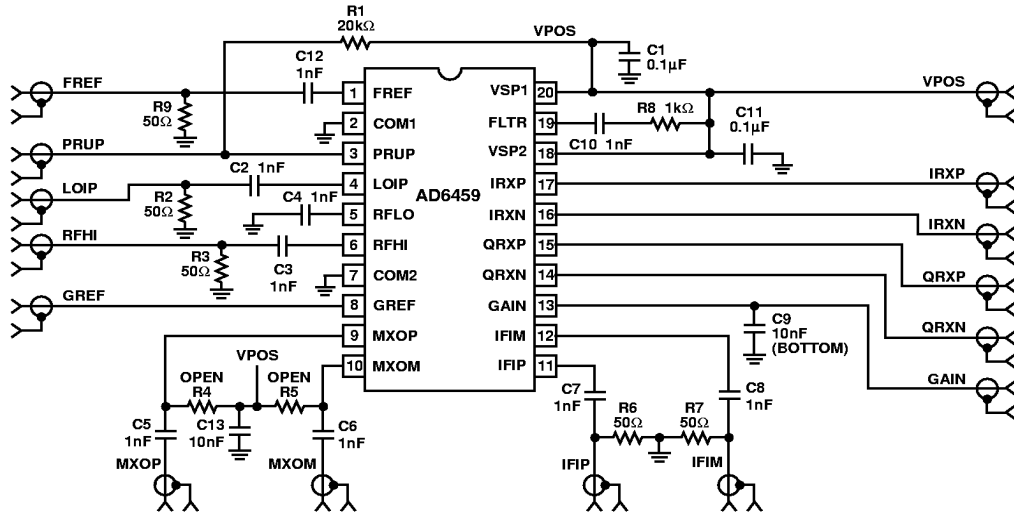 R1
20kΩ
VPOS
C12
1nF
C1
0.1µF
FREF
R9
50Ω
1 FREF
VSP1 20
VPOS
2 COM1
FLTR 19
R8 1kΩ
C10 1nF
C11
0.1µF
PRUP
3 PRUP
VSP2 18
C2 1nF
LOIP
4 LOIP
IRXP 17
IRXP
R2
50Ω
C4 1nF
AD6459
5 RFLO
IRXN 16
IRXN
RFHI
R3
50Ω
C3
1nF
6 RFHI
QRXP 15
QRXP
7 COM2
QRXN 14
QRXN
GREF
8 GREF
GAIN 13
C9
10nF
(BOTTOM)
GAIN
9 MXOP
IFIM 12
10 MXOM
IFIP 11
VPOS
OPEN
R4
OPEN
R5
C5
1nF
C13
10nF
C6
1nF
MXOP
MXOM
C7
1nF
R6
50Ω
R7
50Ω
C8
1nF
IFIP
IFIM